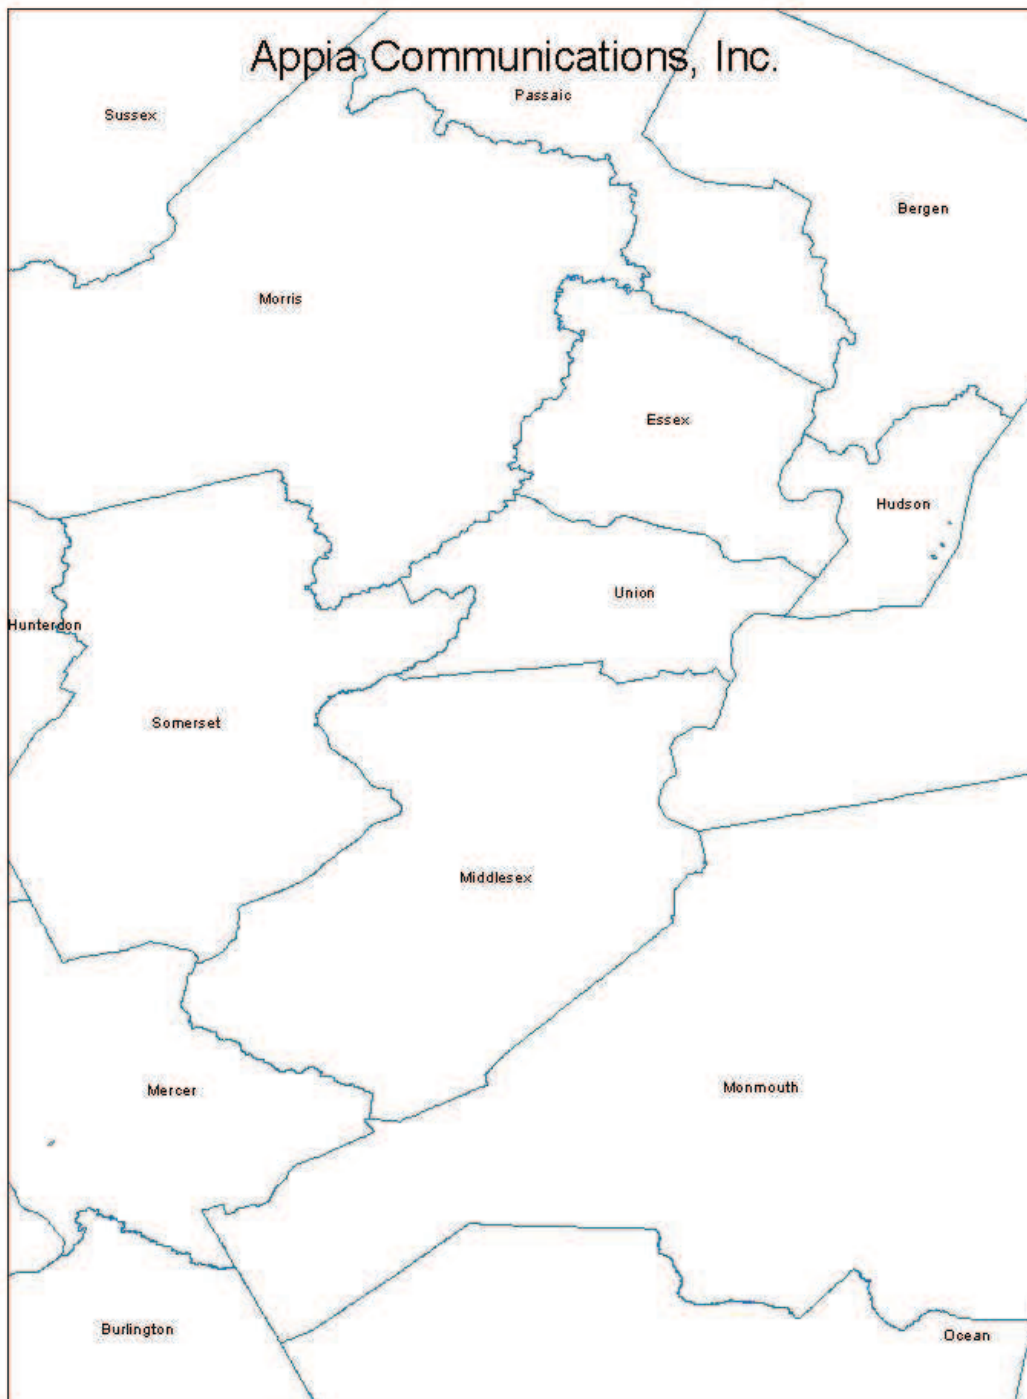 Appia Communications, Inc.
Passaic
Sussex
Bergen
Morris
Essex
Hudson
Union
Hunterdon
Somerset
Middlesex
Mercer
Monmouth
Burlington
Ocean